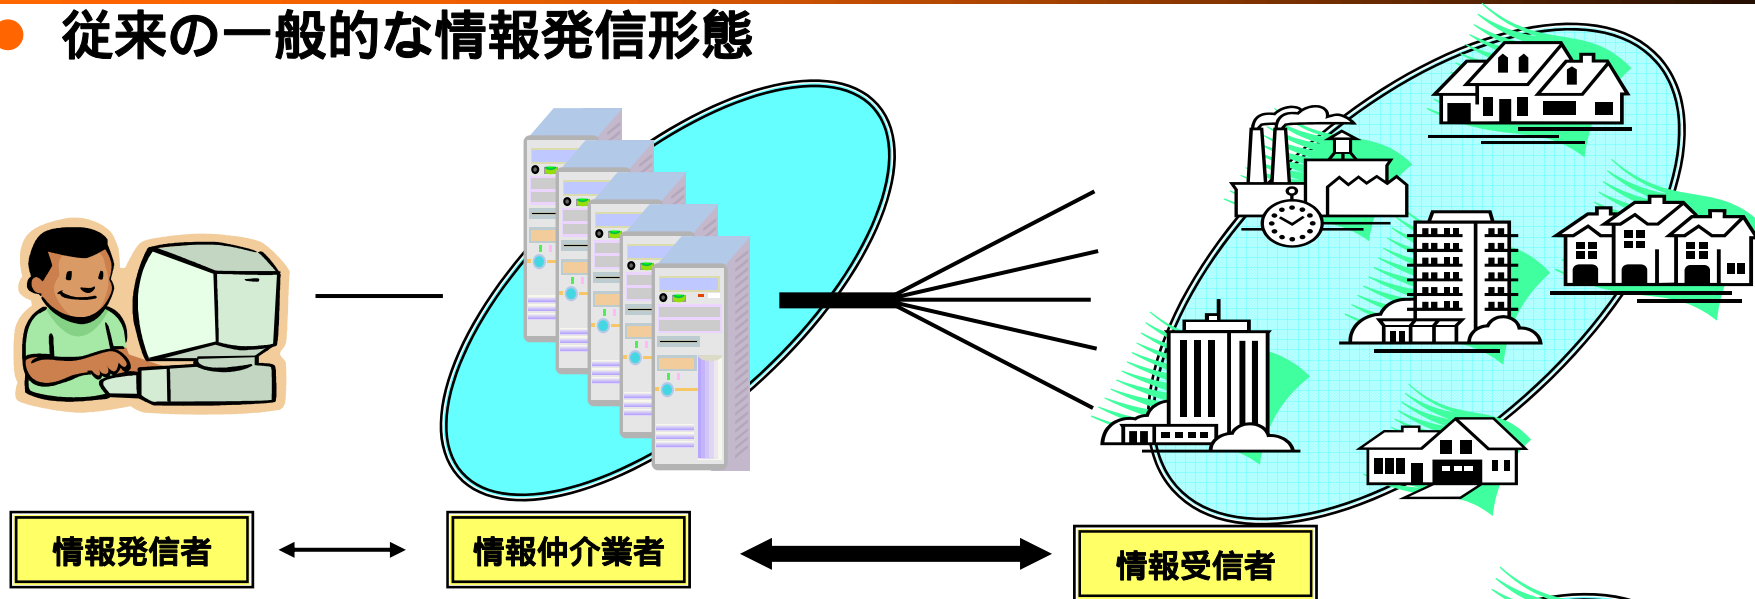 従来の一般的な情報発信形態
情報発信者
情報仲介業者
情報受信者